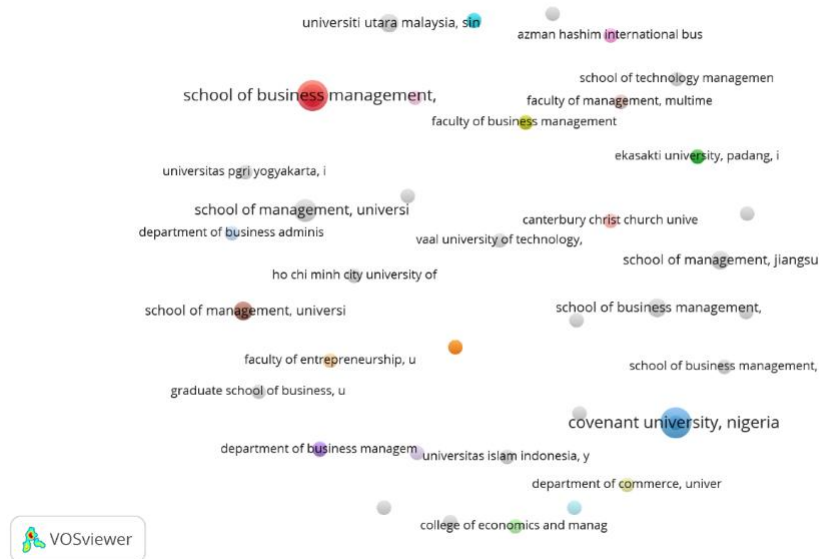 universiti utara malaysia, sin
azman hashim international bus
school of technology managemen
school of business management,
faculty of management, multime
faculty of business management
ekasakti university, padang, i
universitas pgri yogyakarta, i
school of management, universi
canterbury christ church unive
department of business adminis
vaal university of technology,
school of management, jiangsu
ho chi minh city university of
school of management, universi
school of business management,
faculty of entrepreneurship, u
school of business management,
graduate school of business, u
covenant university, nigeria
department of business managem
universitas islam indonesia, y
department of commerce, univer
college of economics and manag
VOSviewer